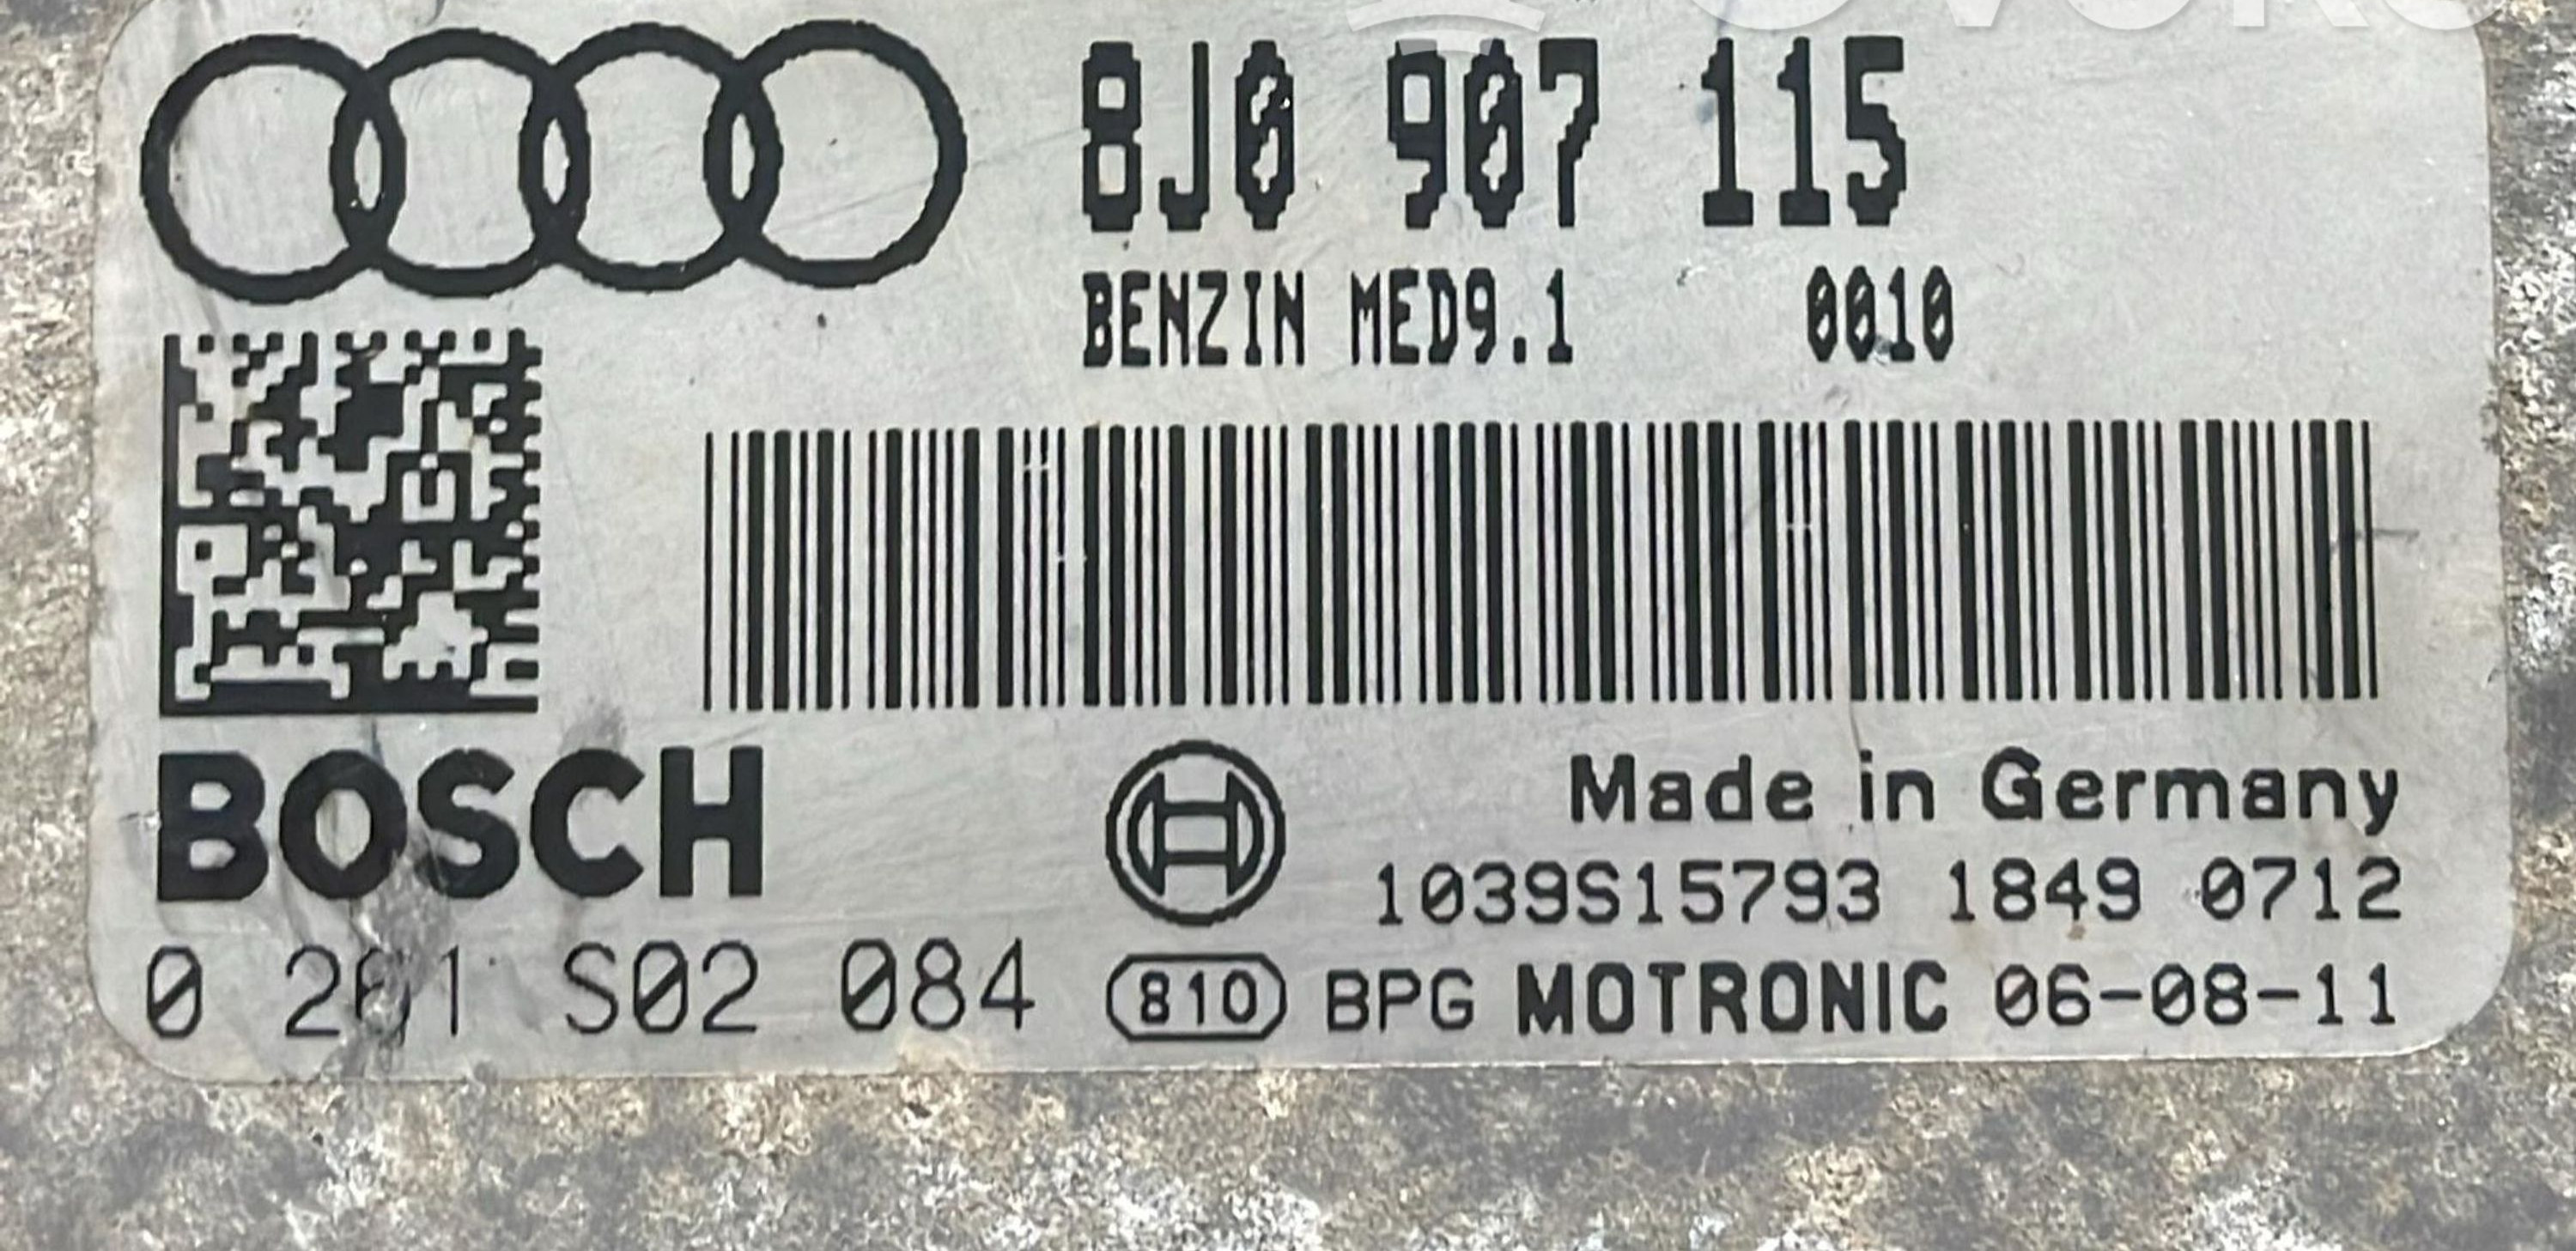 8J0 907 115
BENZIN MED9.1 0010
BOSCH
Made in Germany
1039S15793 1849 0712
0 261 S02 084
810 BPG MOTRONIC 06-08-11